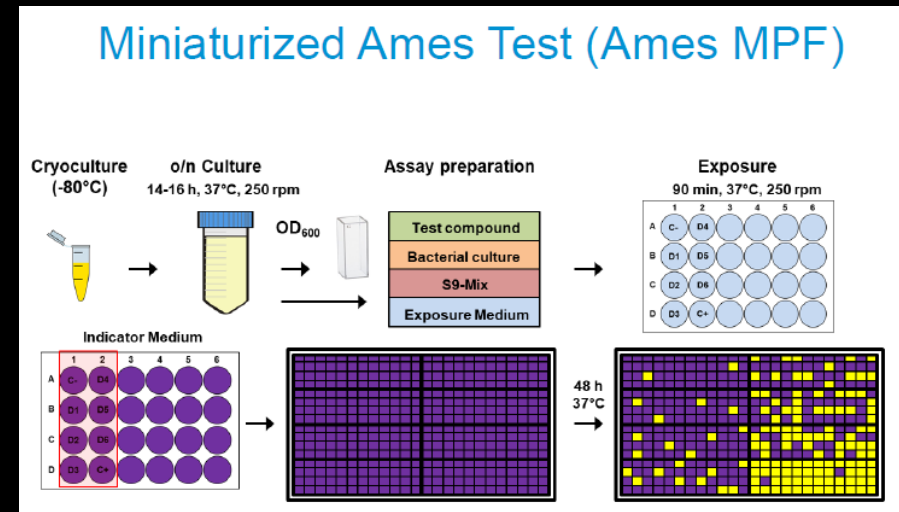 Miniaturized Ames Test (Ames MPF)
Cryoculture
(-80°C)
o/n Culture
14-16 h, 37°C, 250 rpm
OD600
Assay preparation
Test compound
Bacterial culture
S9-Mix
Exposure Medium
Exposure
90 min, 37°C, 250 rpm
1 2 3 4 5 6
A C- D4
B D1 D5
C D2 D6
D D3 C+
Indicator Medium
1 2 3 4 5 6
A C- D4
B D1 D5
C D2 D6
D D3 C+
48 h
37°C